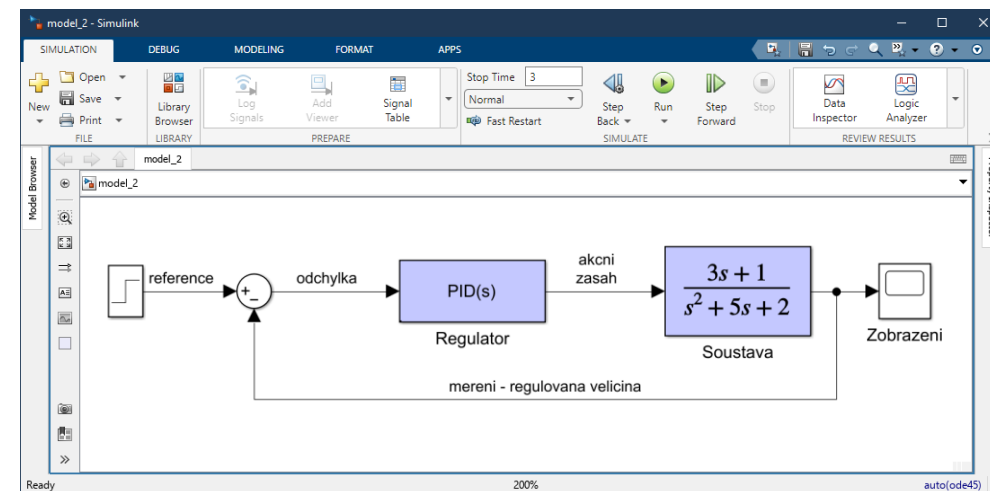 model_2 - Simulink
SIMULATION DEBUG MODELING FORMAT APPS
New
Open
Save
Print
FILE
Library
Browser
LIBRARY
Log
Signals
Add
Viewer
Signal
Table
PREPARE
Stop Time 3
Normal
Fast Restart
Step
Back
Run
Step
Forward
Stop
SIMULATE
Data
Inspector
Logic
Analyzer
REVIEW RESULTS
Model Browser
model_2
model_2
reference
+
_
odchylka
PID(s)
Regulator
akcni
zasah
3s + 1
s² + 5s + 2
Soustava
Zobrazeni
mereni - regulovana velicina
Ready 200% auto(ode45)